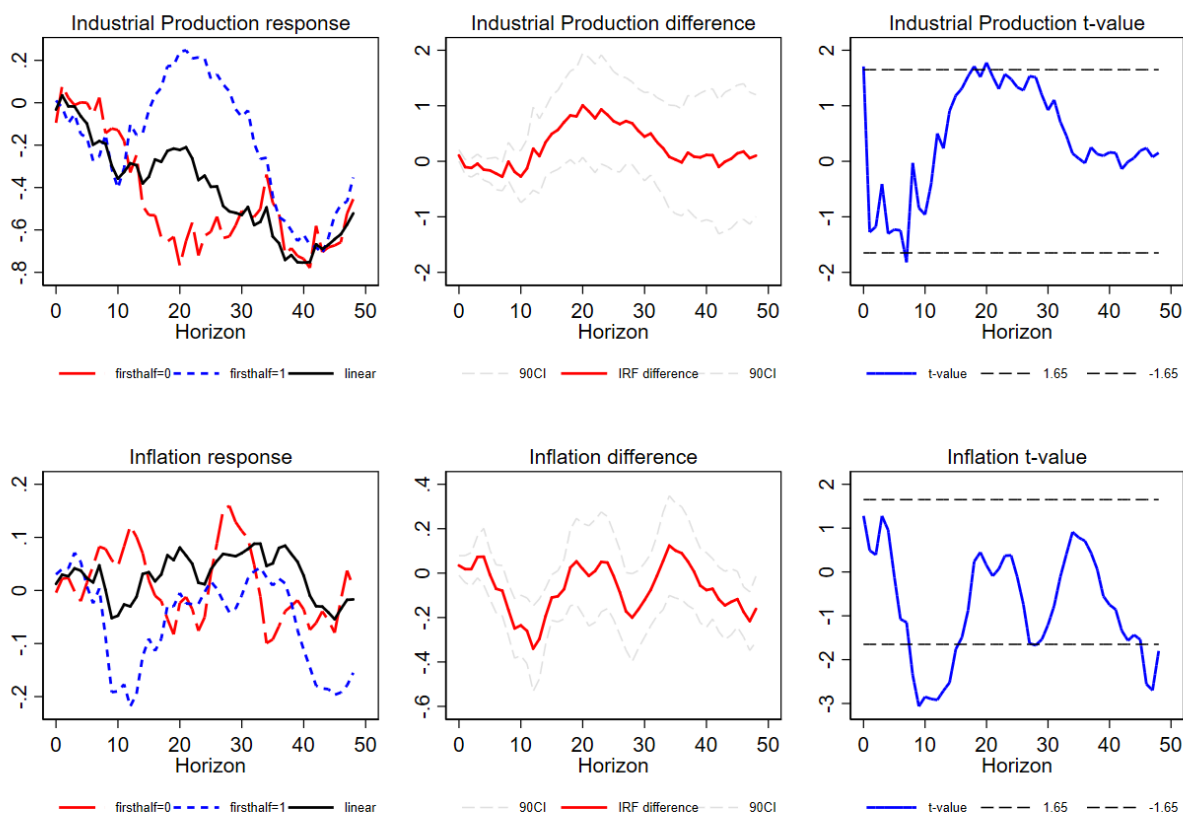 Industrial Production response
.2
0
-.2
-.4
-.6
-.8
0 10 20 30 40 50
Horizon
firsthalf=0 firsthalf=1 linear
Industrial Production difference
2
1
0
-1
-2
0 10 20 30 40 50
Horizon
90CI IRF difference 90CI
Industrial Production t-value
2
1
0
-1
-2
0 10 20 30 40 50
Horizon
t-value 1.65 -1.65
Inflation response
.2
.1
0
-.1
-.2
0 10 20 30 40 50
Horizon
firsthalf=0 firsthalf=1 linear
Inflation difference
.4
.2
0
-.2
-.4
-.6
0 10 20 30 40 50
Horizon
90CI IRF difference 90CI
Inflation t-value
2
1
0
-1
-2
-3
0 10 20 30 40 50
Horizon
t-value 1.65 -1.65